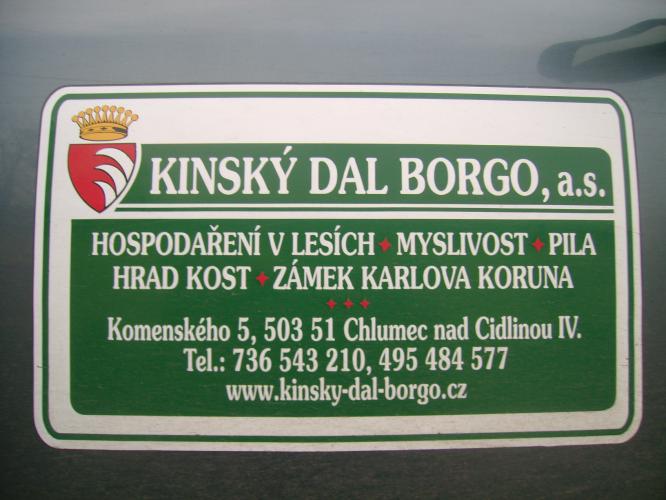 KINSKÝ DAL BORGO, a.s.
HOSPODAŘENÍ V LESÍCH ✦ MYSLIVOST ✦ PILA
HRAD KOST ✦ ZÁMEK KARLOVA KORUNA
✦✦✦
Komenského 5, 503 51 Chlumec nad Cidlinou IV.
Tel.: 736 543 210, 495 484 577
www.kinsky-dal-borgo.cz